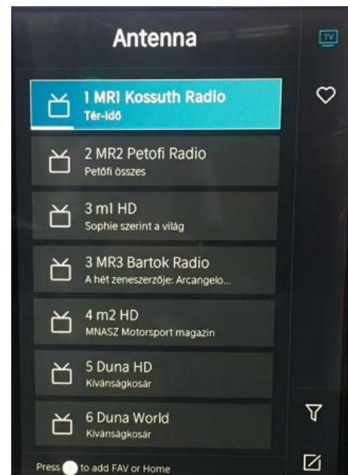 Antenna
TV
1 MR1 Kossuth Radio
Tér-Idő
2 MR2 Petofi Radio
Petőfi összes
3 m1 HD
Sophie szerint a világ
3 MR3 Bartok Radio
A hét zeneszerzője: Arcangelo...
4 m2 HD
MNASZ Motorsport magazin
5 Duna HD
Kívánságkosár
6 Duna World
Kívánságkosár
Press to add FAV or Home